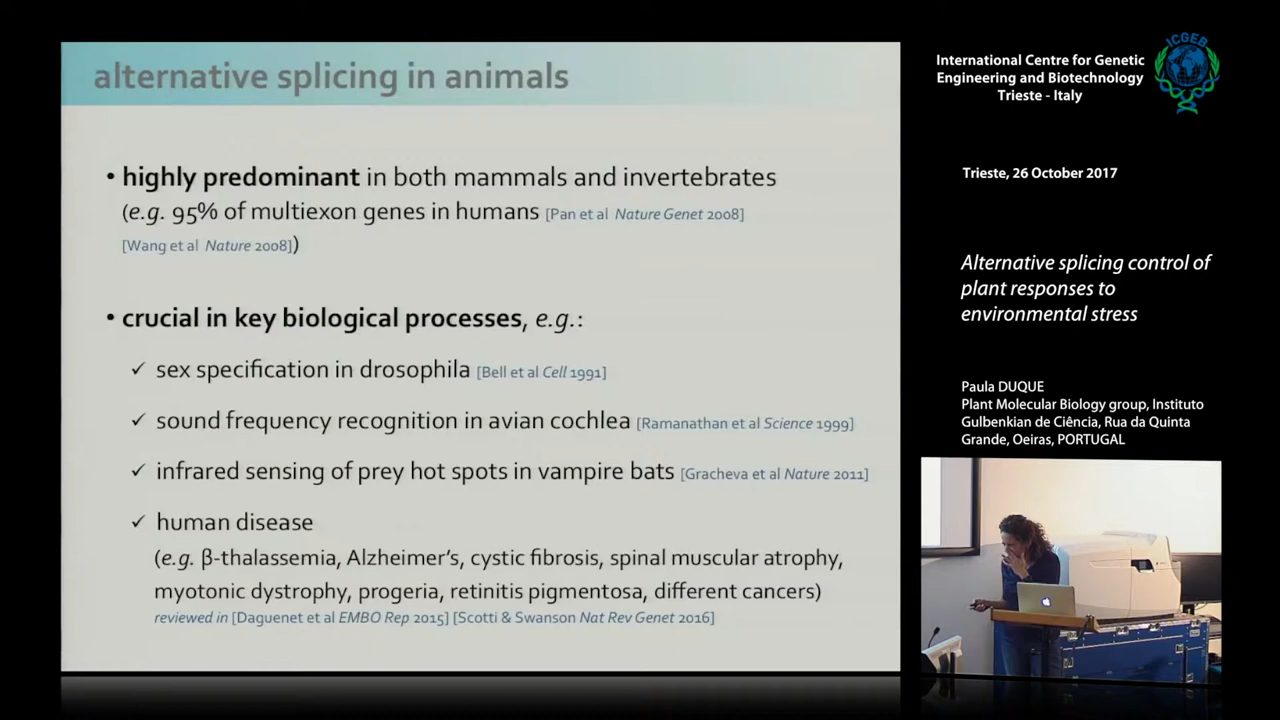 alternative splicing in animals
• highly predominant in both mammals and invertebrates
(e.g. 95% of multiexon genes in humans [Pan et al Nature Genet 2008]
[Wang et al Nature 2008])
• crucial in key biological processes, e.g.:
✓ sex specification in drosophila [Bell et al Cell 1991]
✓ sound frequency recognition in avian cochlea [Ramanathan et al Science 1999]
✓ infrared sensing of prey hot spots in vampire bats [Gracheva et al Nature 2011]
✓ human disease
(e.g. β-thalassemia, Alzheimer's, cystic fibrosis, spinal muscular atrophy,
myotonic dystrophy, progeria, retinitis pigmentosa, different cancers)
reviewed in [Daguenet et al EMBO Rep 2015] [Scotti & Swanson Nat Rev Genet 2016]
International Centre for Genetic
Engineering and Biotechnology
Trieste - Italy
ICGEB
Trieste, 26 October 2017
Alternative splicing control of
plant responses to
environmental stress
Paula DUQUE
Plant Molecular Biology group, Instituto
Gulbenkian de Ciência, Rua da Quinta
Grande, Oeiras, PORTUGAL